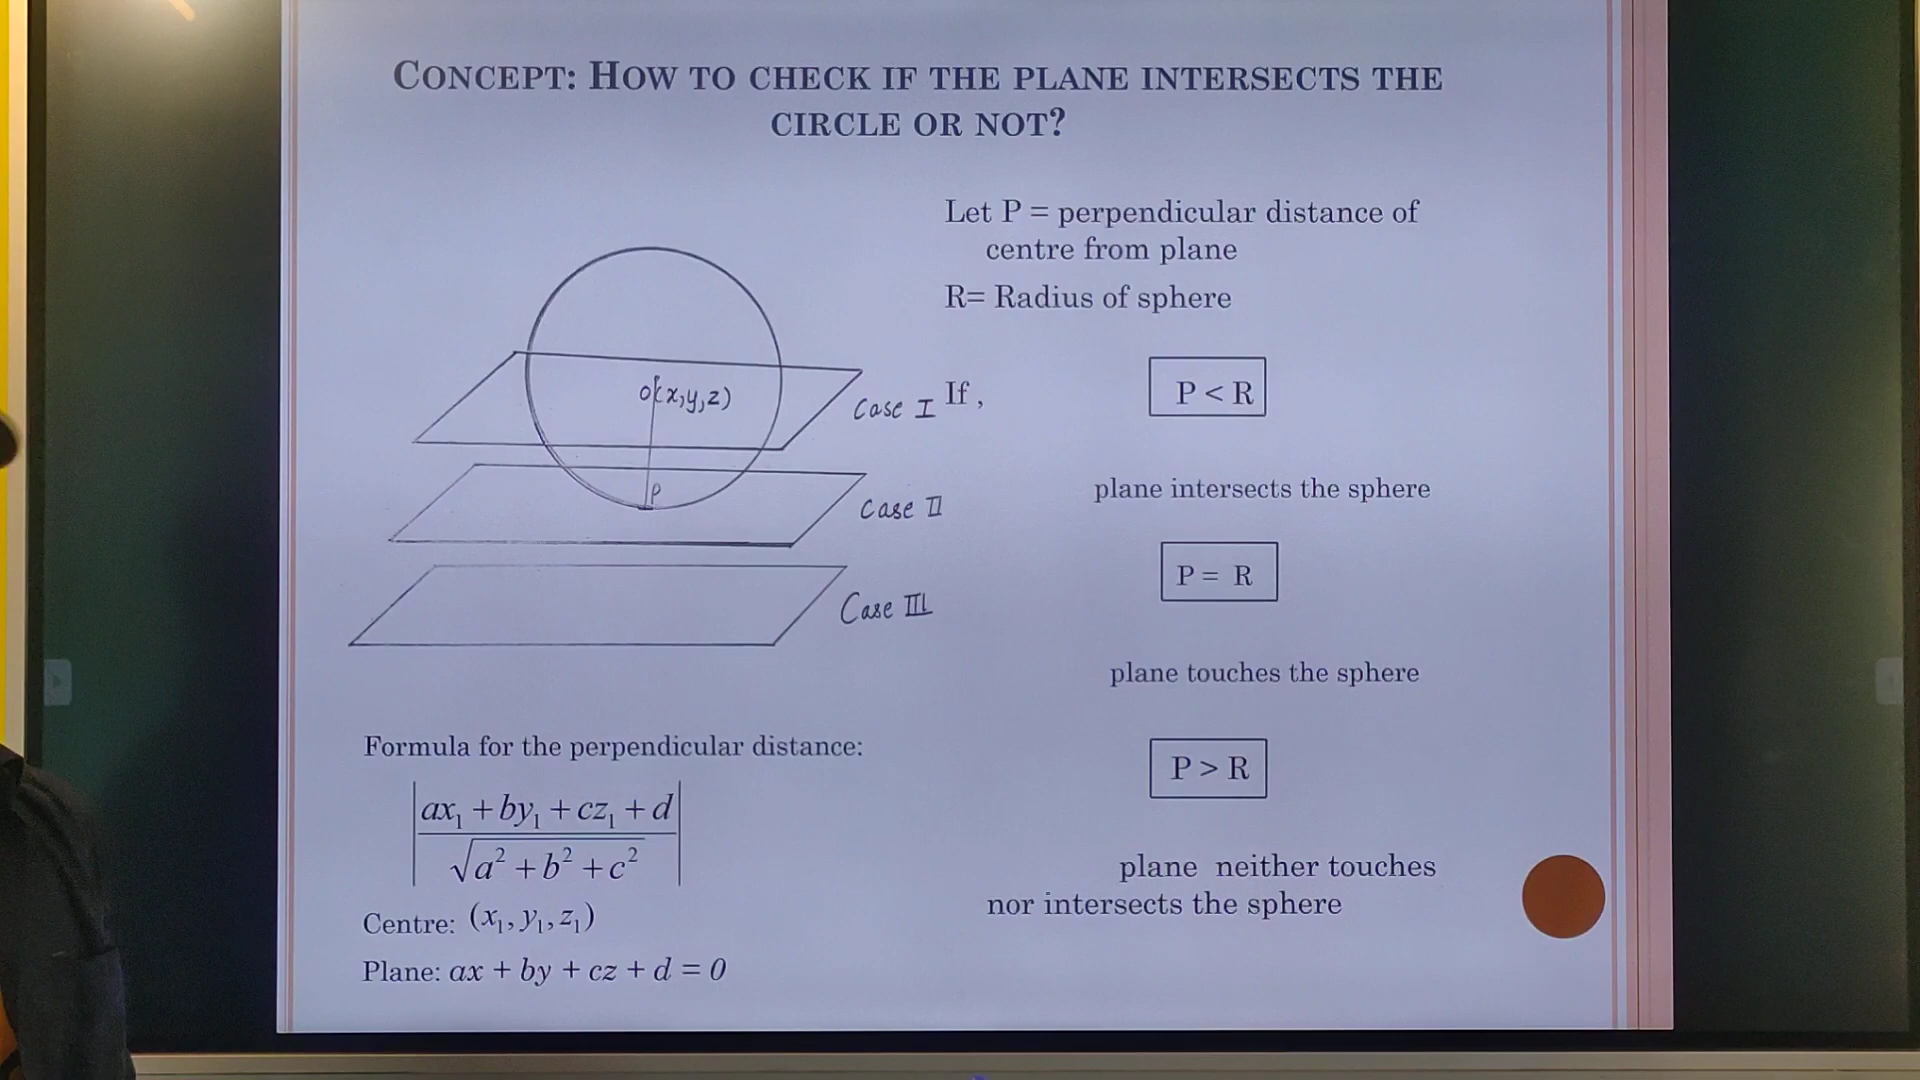 CONCEPT: HOW TO CHECK IF THE PLANE INTERSECTS THE
CIRCLE OR NOT?
Let P = perpendicular distance of
centre from plane
R= Radius of sphere
O(x,y,z)
P
Case I
Case II
Case III
If ,
P < R
plane intersects the sphere
P = R
plane touches the sphere
P > R
plane neither touches
nor intersects the sphere
Formula for the perpendicular distance:
|ax₁ + by₁ + cz₁ + d|
√a² + b² + c²
Centre: (x₁, y₁, z₁)
Plane: ax + by + cz + d = 0